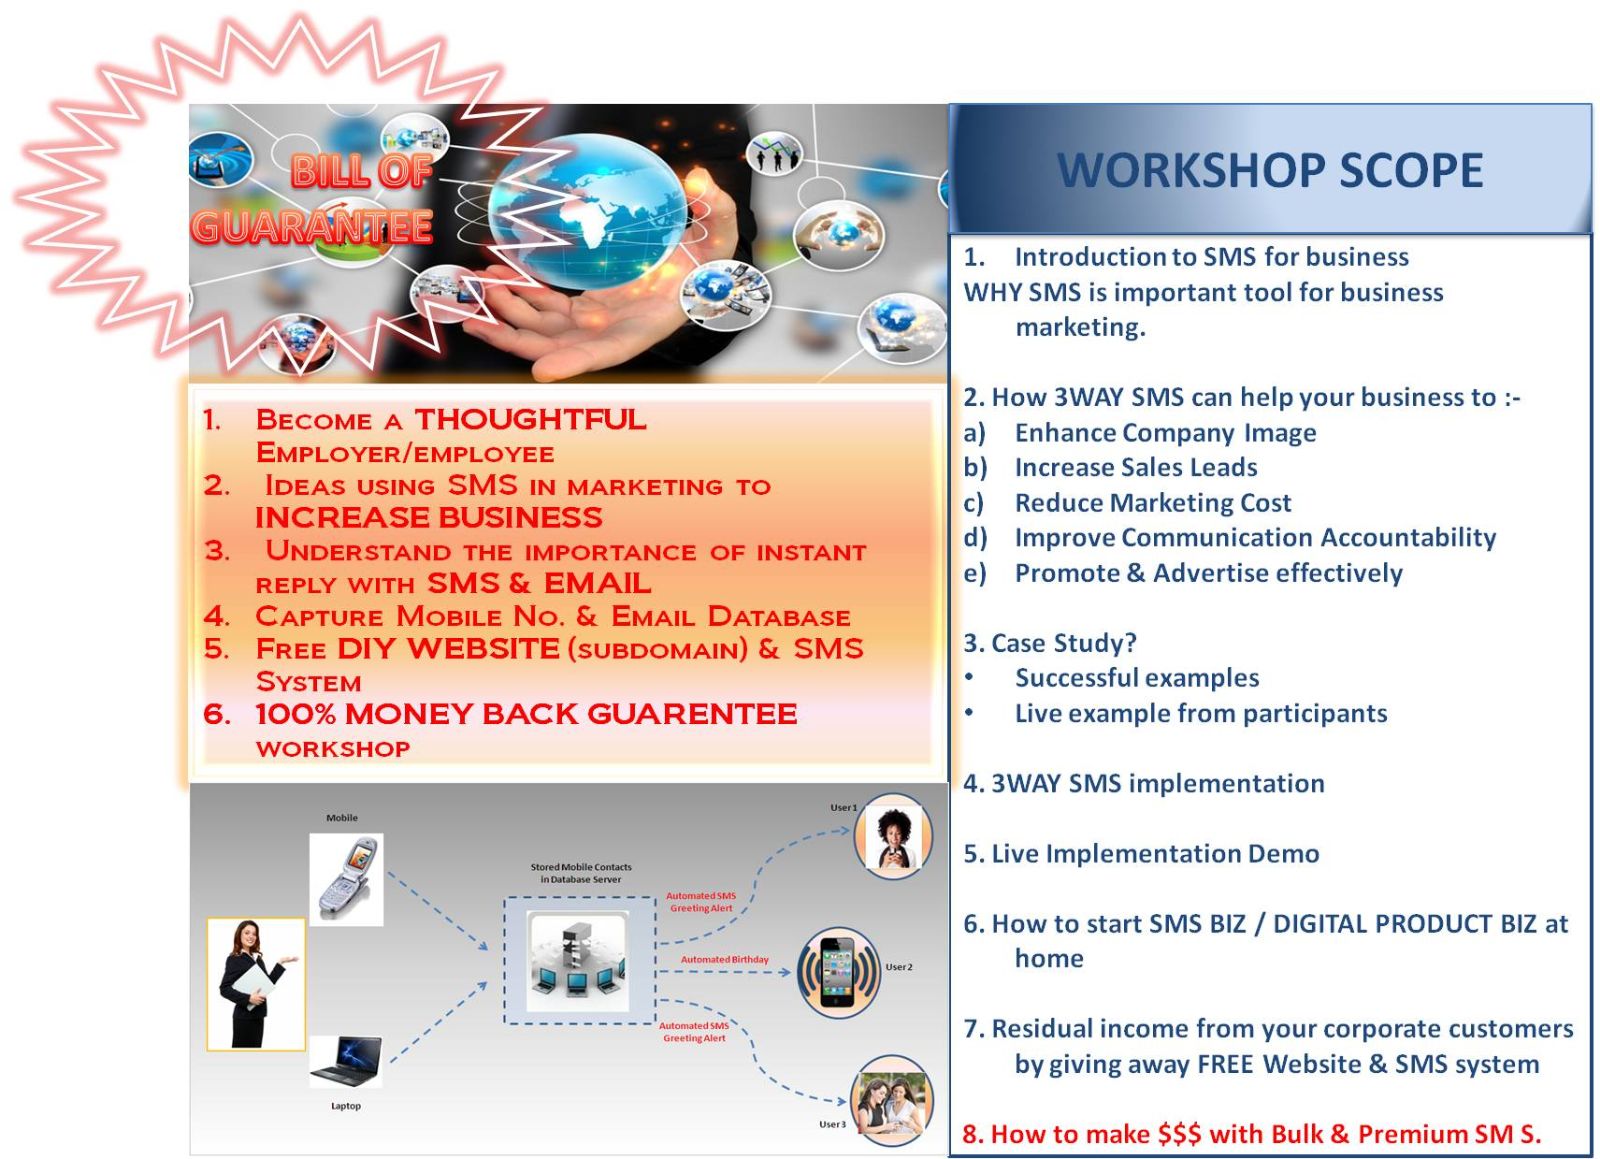 BILL OF
GUARANTEE
1. BECOME A THOUGHTFUL
EMPLOYER/EMPLOYEE
2. IDEAS USING SMS IN MARKETING TO
INCREASE BUSINESS
3. UNDERSTAND THE IMPORTANCE OF INSTANT
REPLY WITH SMS & EMAIL
4. CAPTURE MOBILE NO. & EMAIL DATABASE
5. FREE DIY WEBSITE (SUBDOMAIN) & SMS
SYSTEM
6. 100% MONEY BACK GUARENTEE
WORKSHOP
Mobile
Laptop
Stored Mobile Contacts
in Database Server
Automated SMS
Greeting Alert
Automated Birthday
Automated SMS
Greeting Alert
User 1
User 2
User 3
WORKSHOP SCOPE
1. Introduction to SMS for business
WHY SMS is important tool for business
marketing.
2. How 3WAY SMS can help your business to :-
a) Enhance Company Image
b) Increase Sales Leads
c) Reduce Marketing Cost
d) Improve Communication Accountability
e) Promote & Advertise effectively
3. Case Study?
• Successful examples
• Live example from participants
4. 3WAY SMS implementation
5. Live Implementation Demo
6. How to start SMS BIZ / DIGITAL PRODUCT BIZ at
home
7. Residual income from your corporate customers
by giving away FREE Website & SMS system
8. How to make $$$ with Bulk & Premium SM S.